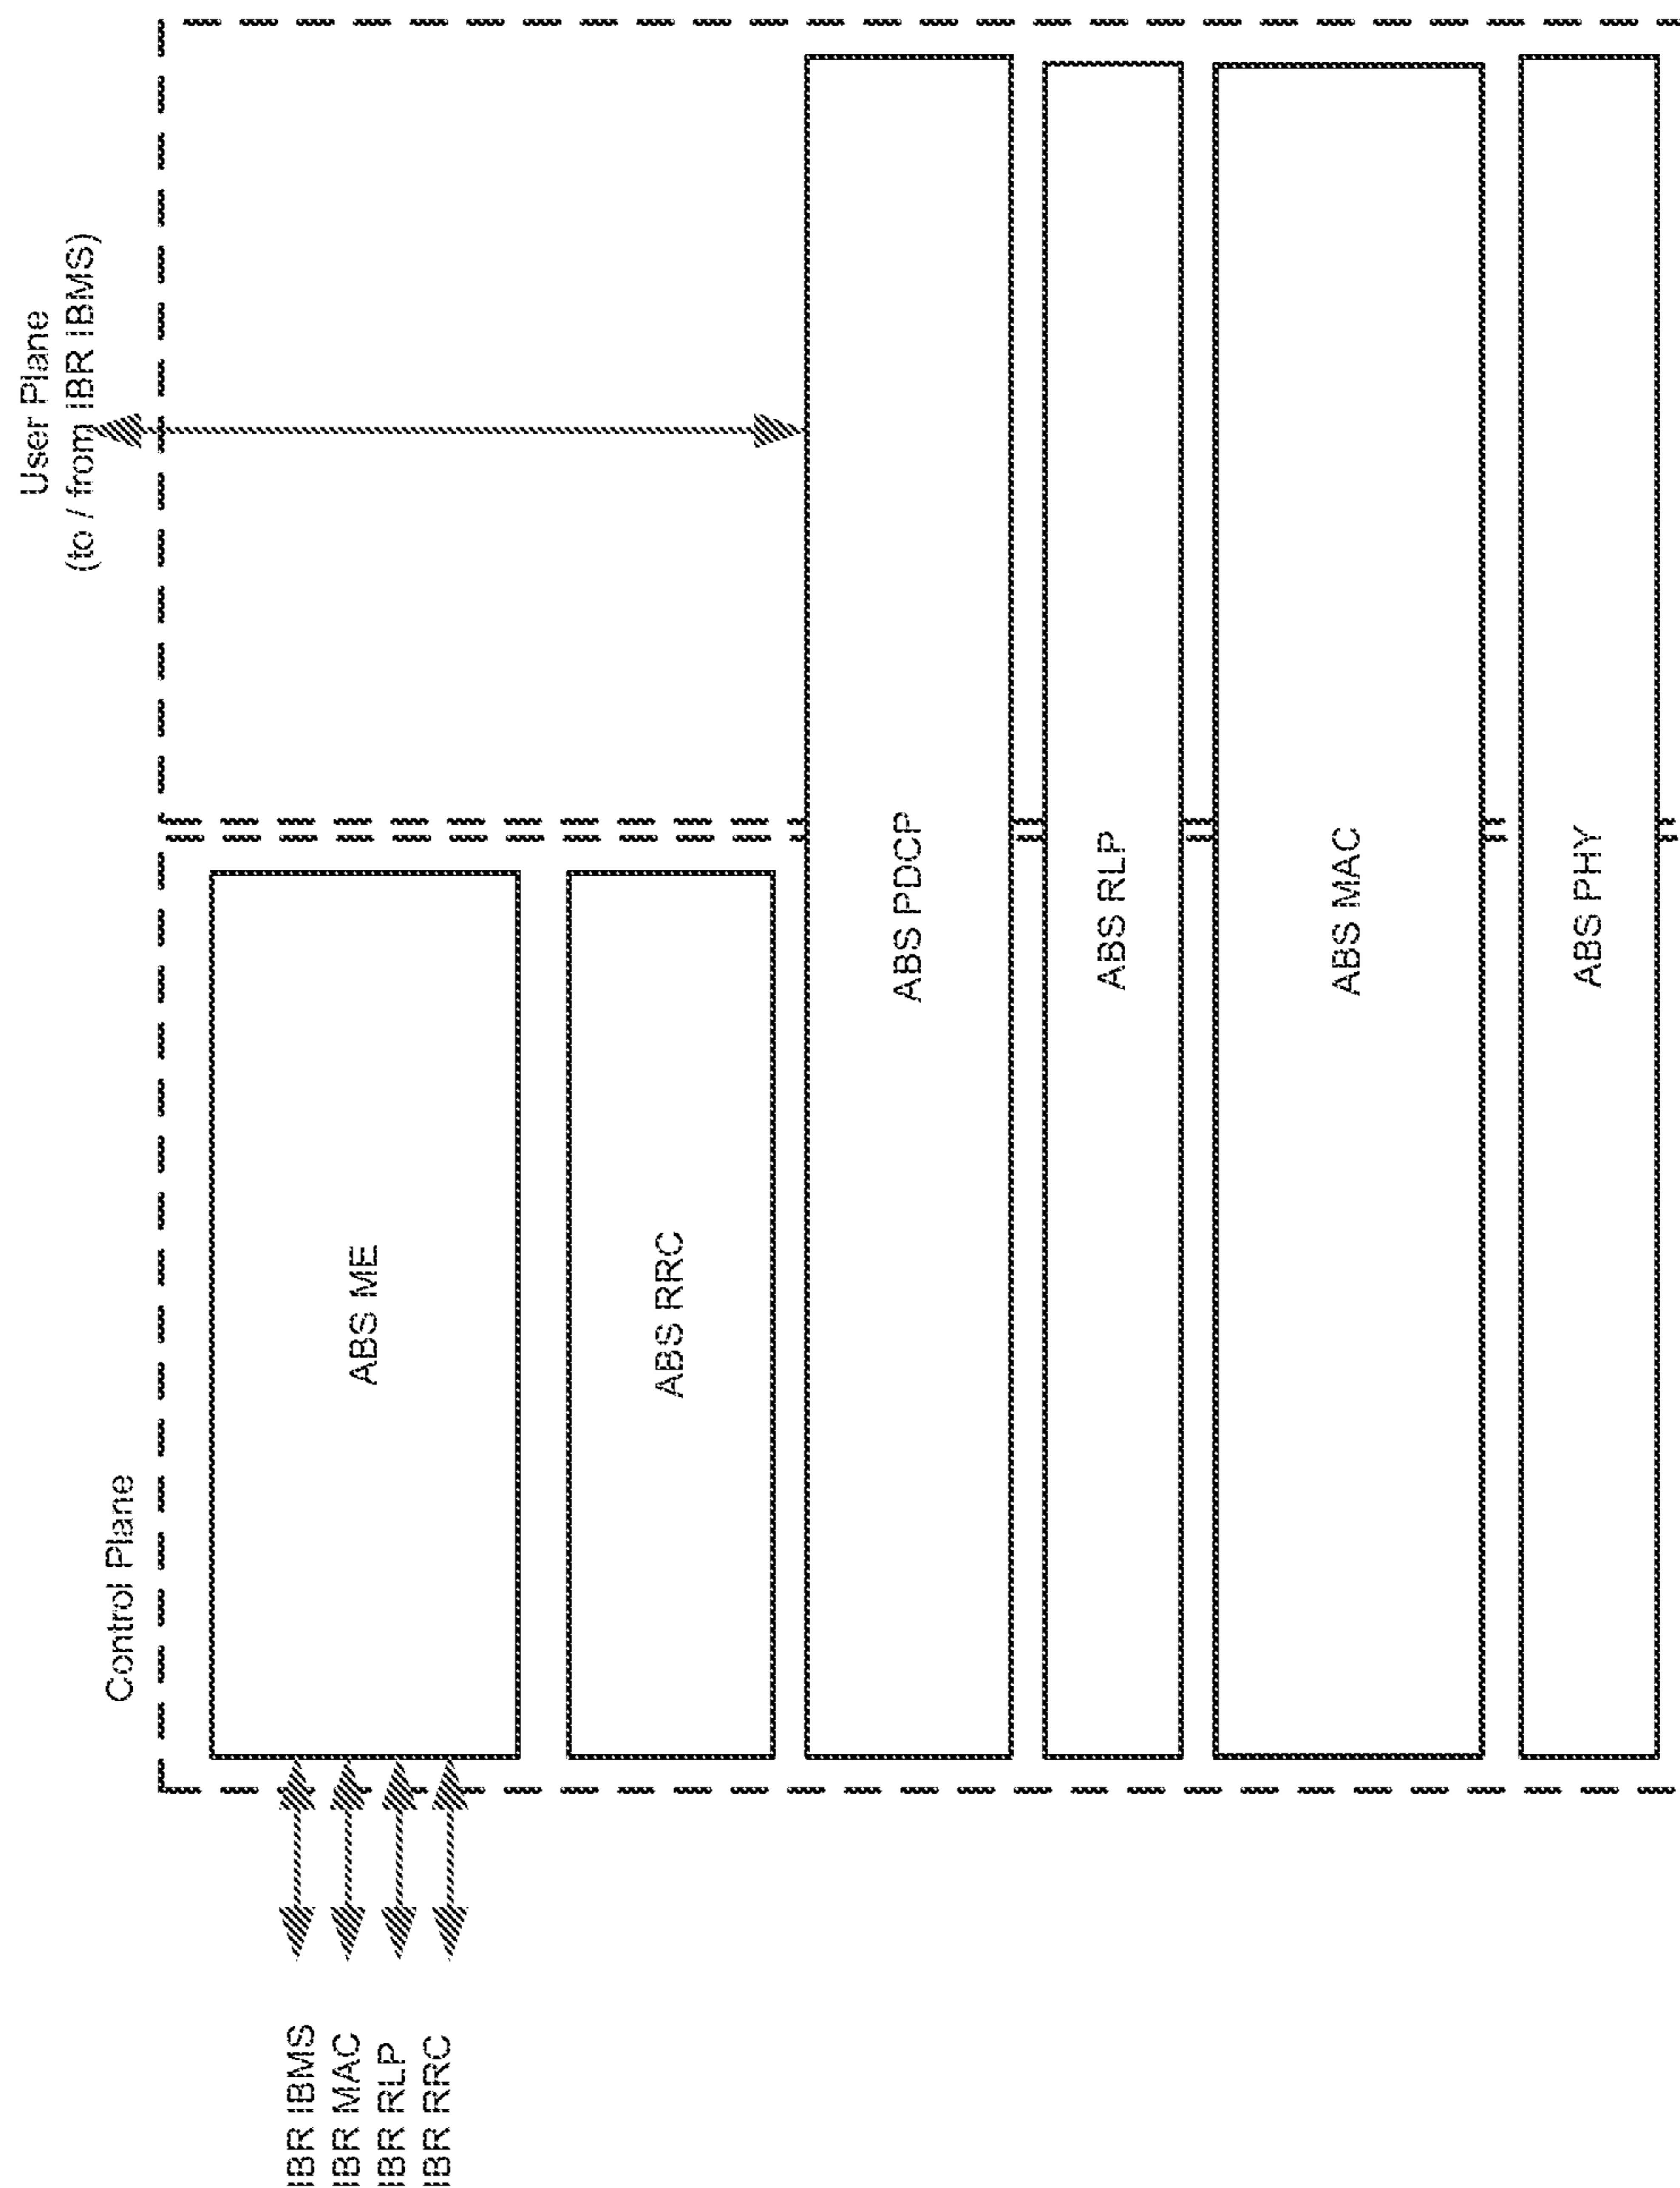 User Plane
(to / from IBR IBMS)
Control Plane
IBR IBMS
IBR MAC
IBR RLP
IBR RRC
ABS ME
ABS RRC
ABS PDCP
ABS RLP
ABS MAC
ABS PHY